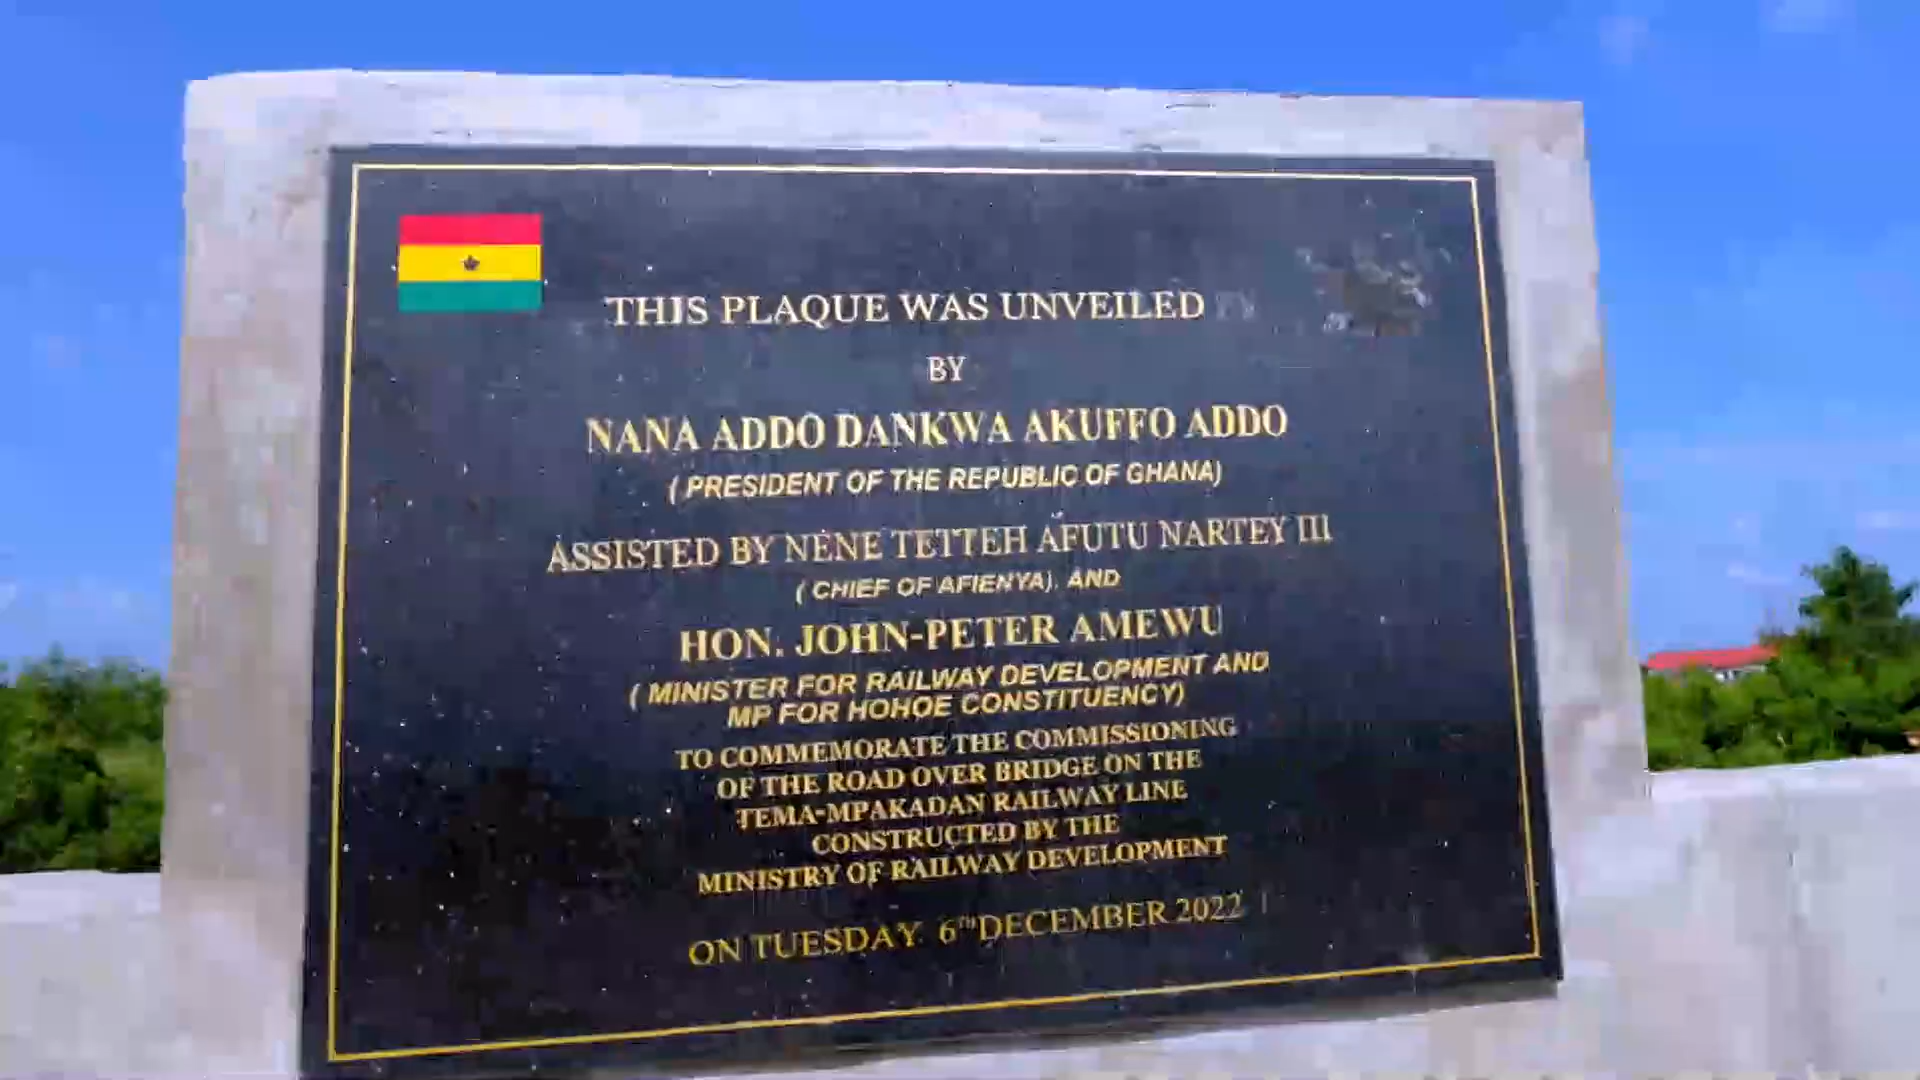 THIS PLAQUE WAS UNVEILED
BY
NANA ADDO DANKWA AKUFFO ADDO
( PRESIDENT OF THE REPUBLIC OF GHANA)
ASSISTED BY NENE TETTEH AFUTU NARTEY III
( CHIEF OF AFIENYA). AND
HON. JOHN-PETER AMEWU
( MINISTER FOR RAILWAY DEVELOPMENT AND
MP FOR HOHOE CONSTITUENCY)
TO COMMEMORATE THE COMMISSIONING
OF THE ROAD OVER BRIDGE ON THE
TEMA-MPAKADAN RAILWAY LINE
CONSTRUCTED BY THE
MINISTRY OF RAILWAY DEVELOPMENT
ON TUESDAY 6TH DECEMBER 2022